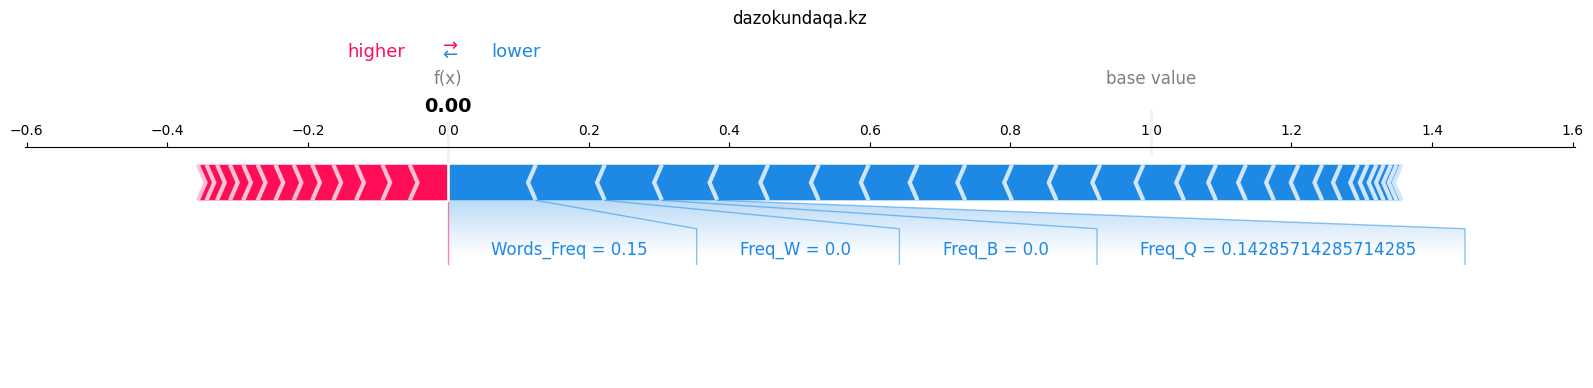 dazokundaqa.kz
higher → ← lower
f(x) base value
0.00
−0.6 −0.4 −0.2 0.0 0.2 0.4 0.6 0.8 1.0 1.2 1.4 1.6
Words_Freq = 0.15 Freq_W = 0.0 Freq_B = 0.0 Freq_Q = 0.14285714285714285